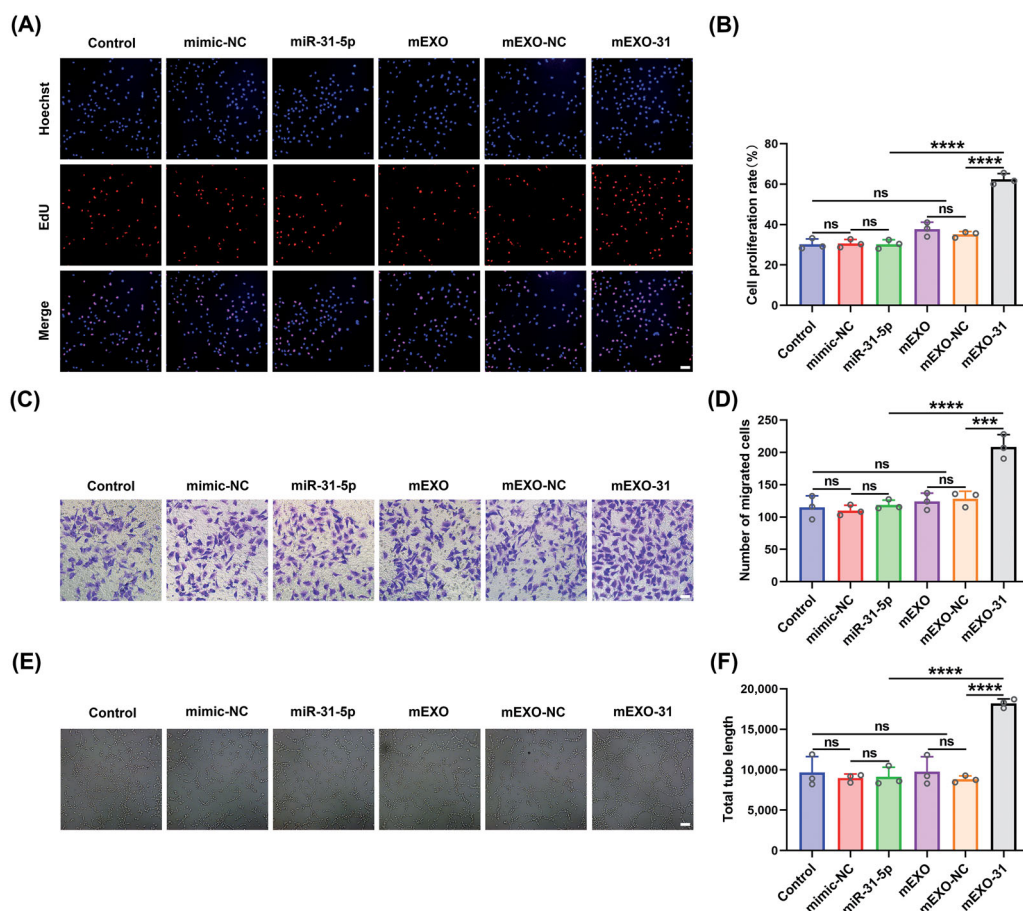 (A)
Control mimic-NC miR-31-5p mEXO mEXO-NC mEXO-31
Hoechst
EdU
Merge
(B)
Cell proliferation rate(%)
80
60
40
20
0
ns
ns
ns
ns
****
****
Control
mimic-NC
miR-31-5p
mEXO
mEXO-NC
mEXO-31
(C)
Control mimic-NC miR-31-5p mEXO mEXO-NC mEXO-31
(D)
Number of migrated cells
250
200
150
100
50
0
ns
ns
ns
ns
****
***
Control
mimic-NC
miR-31-5p
mEXO
mEXO-NC
mEXO-31
(E)
Control mimic-NC miR-31-5p mEXO mEXO-NC mEXO-31
(F)
Total tube length
20,000
15,000
10,000
5,000
0
ns
ns
ns
ns
****
****
Control
mimic-NC
miR-31-5p
mEXO
mEXO-NC
mEXO-31